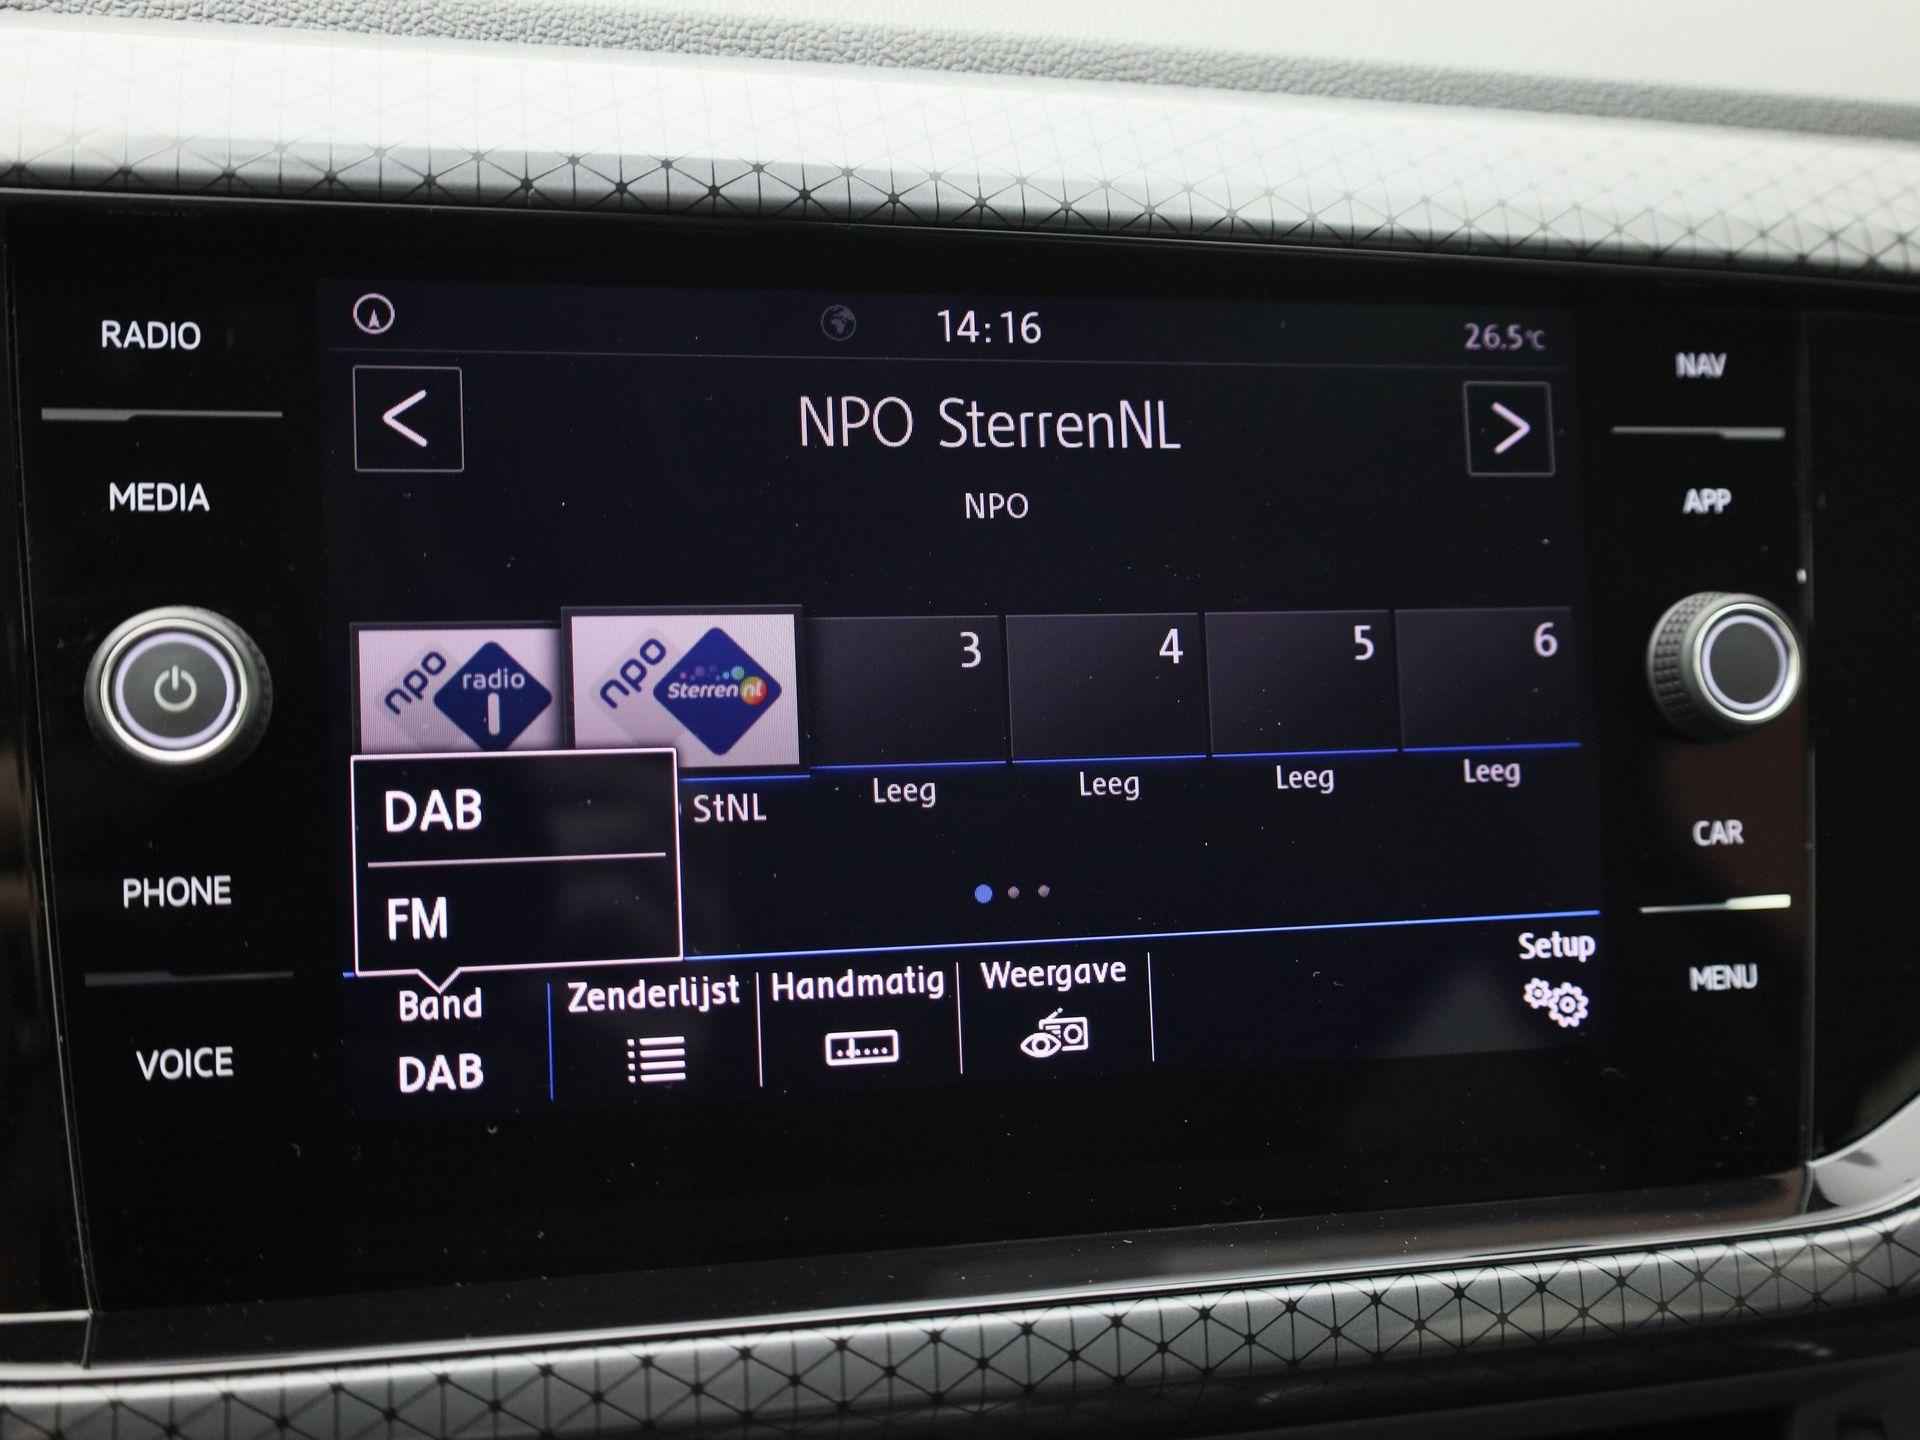 RADIO
MEDIA
PHONE
VOICE
14:16
26.5°C
<
NPO SterrenNL
>
NPO
npo radio 1
npo Sterren nl
3
4
5
6
StNL
Leeg
Leeg
Leeg
Leeg
DAB
FM
Band
DAB
Zenderlijst
Handmatig
Weergave
Setup
NAV
APP
CAR
MENU